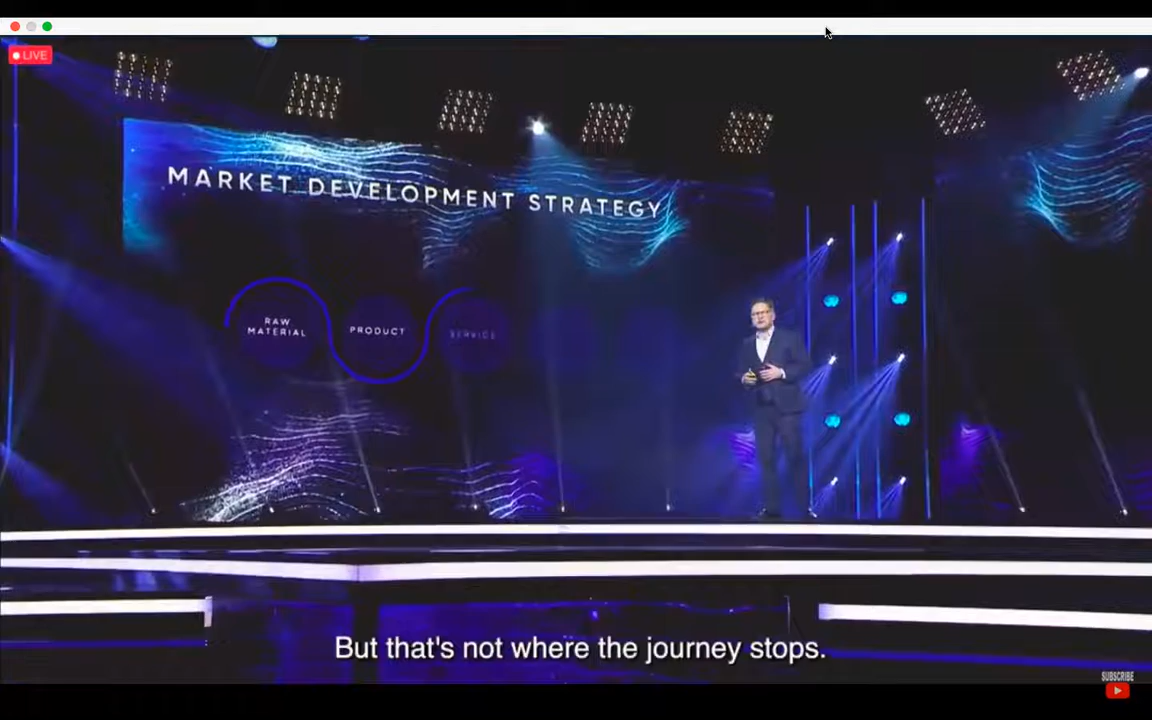 LIVE
MARKET DEVELOPMENT STRATEGY
RAW
MATERIAL
PRODUCT
SERVICE
But that's not where the journey stops.
SUBSCRIBE